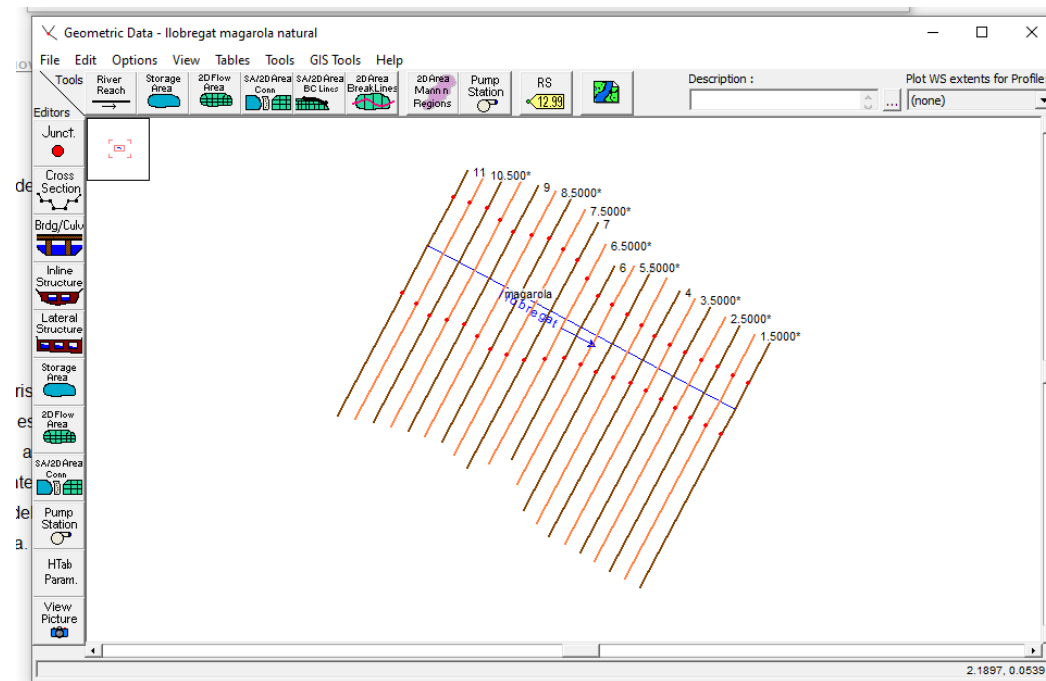 Geometric Data - llobregat magarola natural
File Edit Options View Tables Tools GIS Tools Help
Tools
Editors
River Reach
Storage Area
2D Flow Area
SA/2D Area Conn
SA/2D Area BC Lines
2D Area BreakLines
2D Area Mann n Regions
Pump Station
RS
12.99
Description :
...
Plot WS extents for Profile:
(none)
Junct.
Cross Section
Brdg/Culv
Inline Structure
Lateral Structure
Storage Area
2D Flow Area
SA/2D Area Conn
Pump Station
HTab Param.
View Picture
11
10.500*
9
8.5000*
7.5000*
7
6.5000*
6
5.5000*
4
3.5000*
2.5000*
1.5000*
magarola
llobregat
2.1897, 0.0539
de
ris
es
a
nte
del
a.